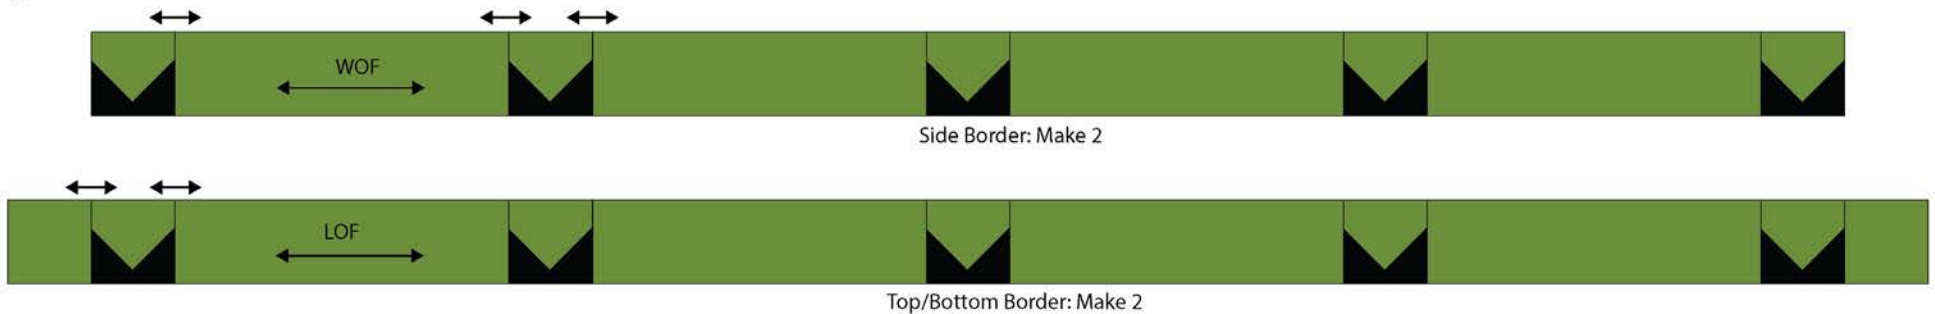 WOF
Side Border: Make 2
LOF
Top/Bottom Border: Make 2